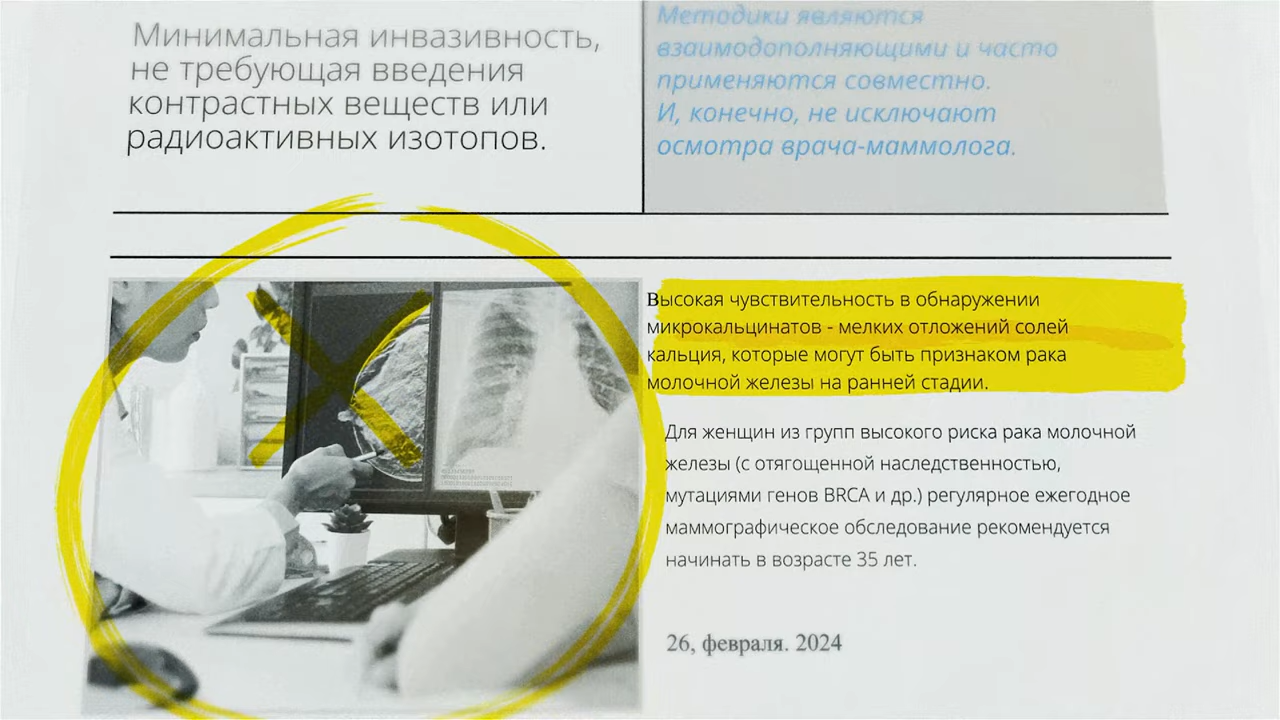 Минимальная инвазивность,
не требующая введения
контрастных веществ или
радиоактивных изотопов.
Методики являются
взаимодополняющими и часто
применяются совместно.
И, конечно, не исключают
осмотра врача-маммолога.
Высокая чувствительность в обнаружении
микрокальцинатов - мелких отложений солей
кальция, которые могут быть признаком рака
молочной железы на ранней стадии.
Для женщин из групп высокого риска рака молочной
железы (с отягощенной наследственностью,
мутациями генов BRCA и др.) регулярное ежегодное
маммографическое обследование рекомендуется
начинать в возрасте 35 лет.
26, февраля. 2024